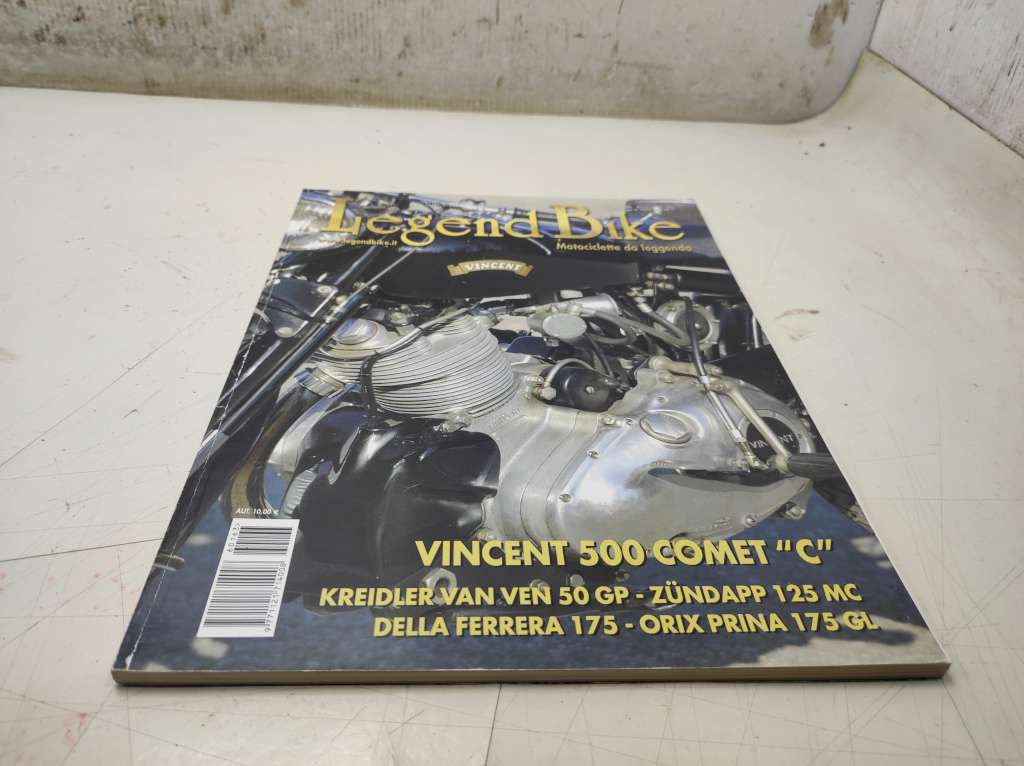 Legend Bike
legendbike.it
Motociclette da leggenda
VINCENT
VINCENT
AUT. 10,00 €
VINCENT 500 COMET "C"
KREIDLER VAN VEN 50 GP - ZÜNDAPP 125 MC
DELLA FERRERA 175 - ORIX PRINA 175 GL